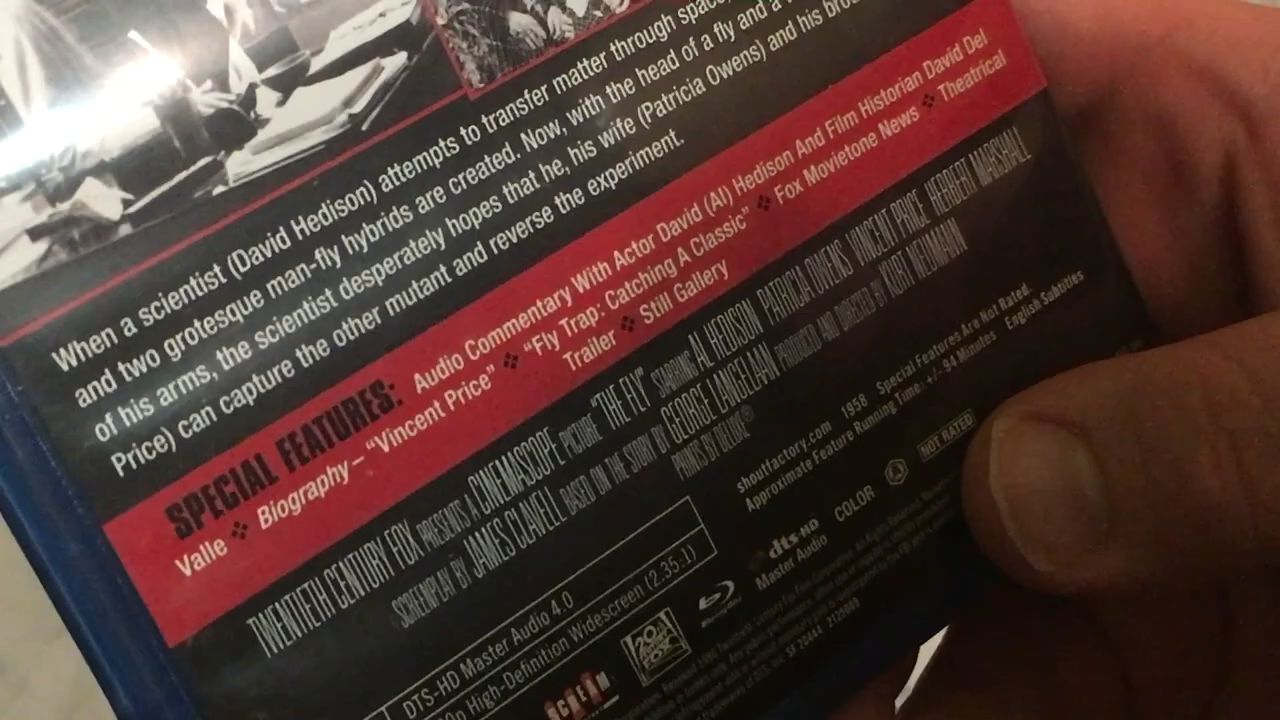 When a scientist (David Hedison) attempts to transfer matter through space,
and two grotesque man-fly hybrids are created. Now, with the head of a fly and a
of his arms, the scientist desperately hopes that he, his wife (Patricia Owens) and his
Price) can capture the other mutant and reverse the experiment.
SPECIAL FEATURES: Audio Commentary With Actor David (Al) Hedison And Film Historian David Del
Valle ❖ Biography – "Vincent Price" ❖ "Fly Trap: Catching A Classic" ❖ Fox Movietone News ❖ Theatrical
Trailer ❖ Still Gallery
TWENTIETH CENTURY FOX PRESENTS A CINEMASCOPE PICTURE "THE FLY" STARRING AL HEDISON PATRICIA OWENS VINCENT PRICE HERBERT MARSHALL
SCREENPLAY BY JAMES CLAVELL BASED ON THE STORY BY GEORGE LANGELAAN PRODUCED AND DIRECTED BY KURT NEUMANN
PRINTS BY DELUXE®
shoutfactory.com 1958 Special Features Are Not Rated.
Approximate Feature Running Time: +/- 94 Minutes English Subtitles
DTS-HD Master Audio 4.0
High-Definition Widescreen (2.35:1)
dts-HD
Master Audio
COLOR
NOT RATED
SCREAM
20th
CENTURY
FOX